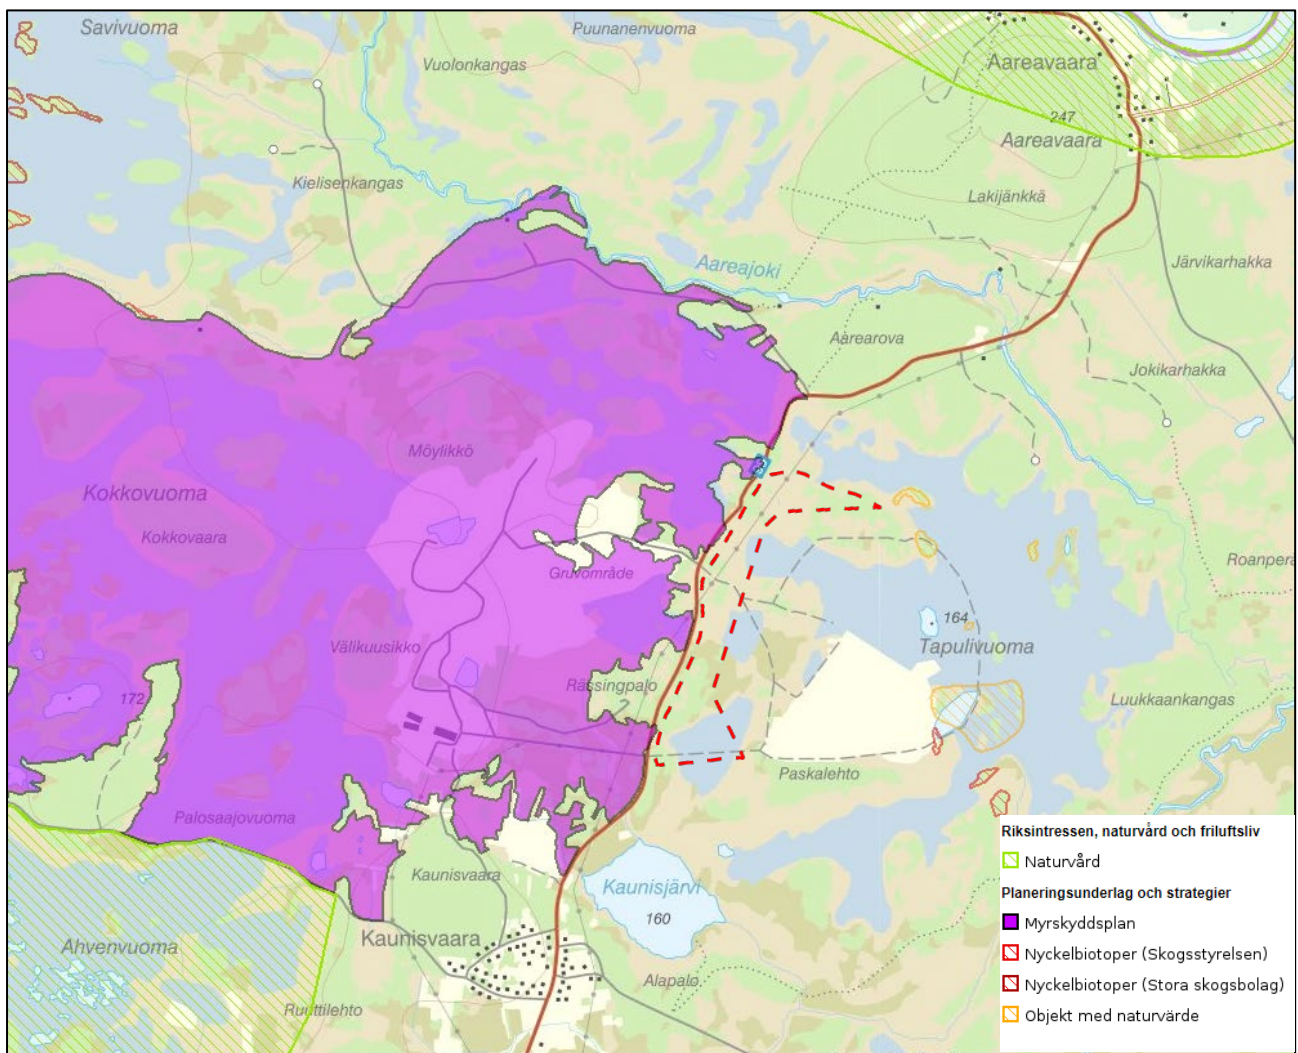 Savivuoma
Puunanenvuoma
Vuolonkangas
Aareavaara
247
Aareavaara
Kielisenkangas
Lakijänkkä
Järvikarhakka
Aareajoki
Aarearova
Jokikarhakka
Möylikkö
Kokkovuoma
Kokkovaara
Gruvområde
Roanpera
164
Tapulivuoma
Välikuusikko
Rässingpalo
172
Luukkaankangas
Paskalehto
Palosaajovuoma
Kaunisvaara
Kaunisjärvi
160
Ahvenvuoma
Kaunisvaara
Alapalo
Ruuttilehto
Riksintressen, naturvård och friluftsliv
Naturvård
Planeringsunderlag och strategier
Myrskyddsplan
Nyckelbiotoper (Skogsstyrelsen)
Nyckelbiotoper (Stora skogsbolag)
Objekt med naturvärde